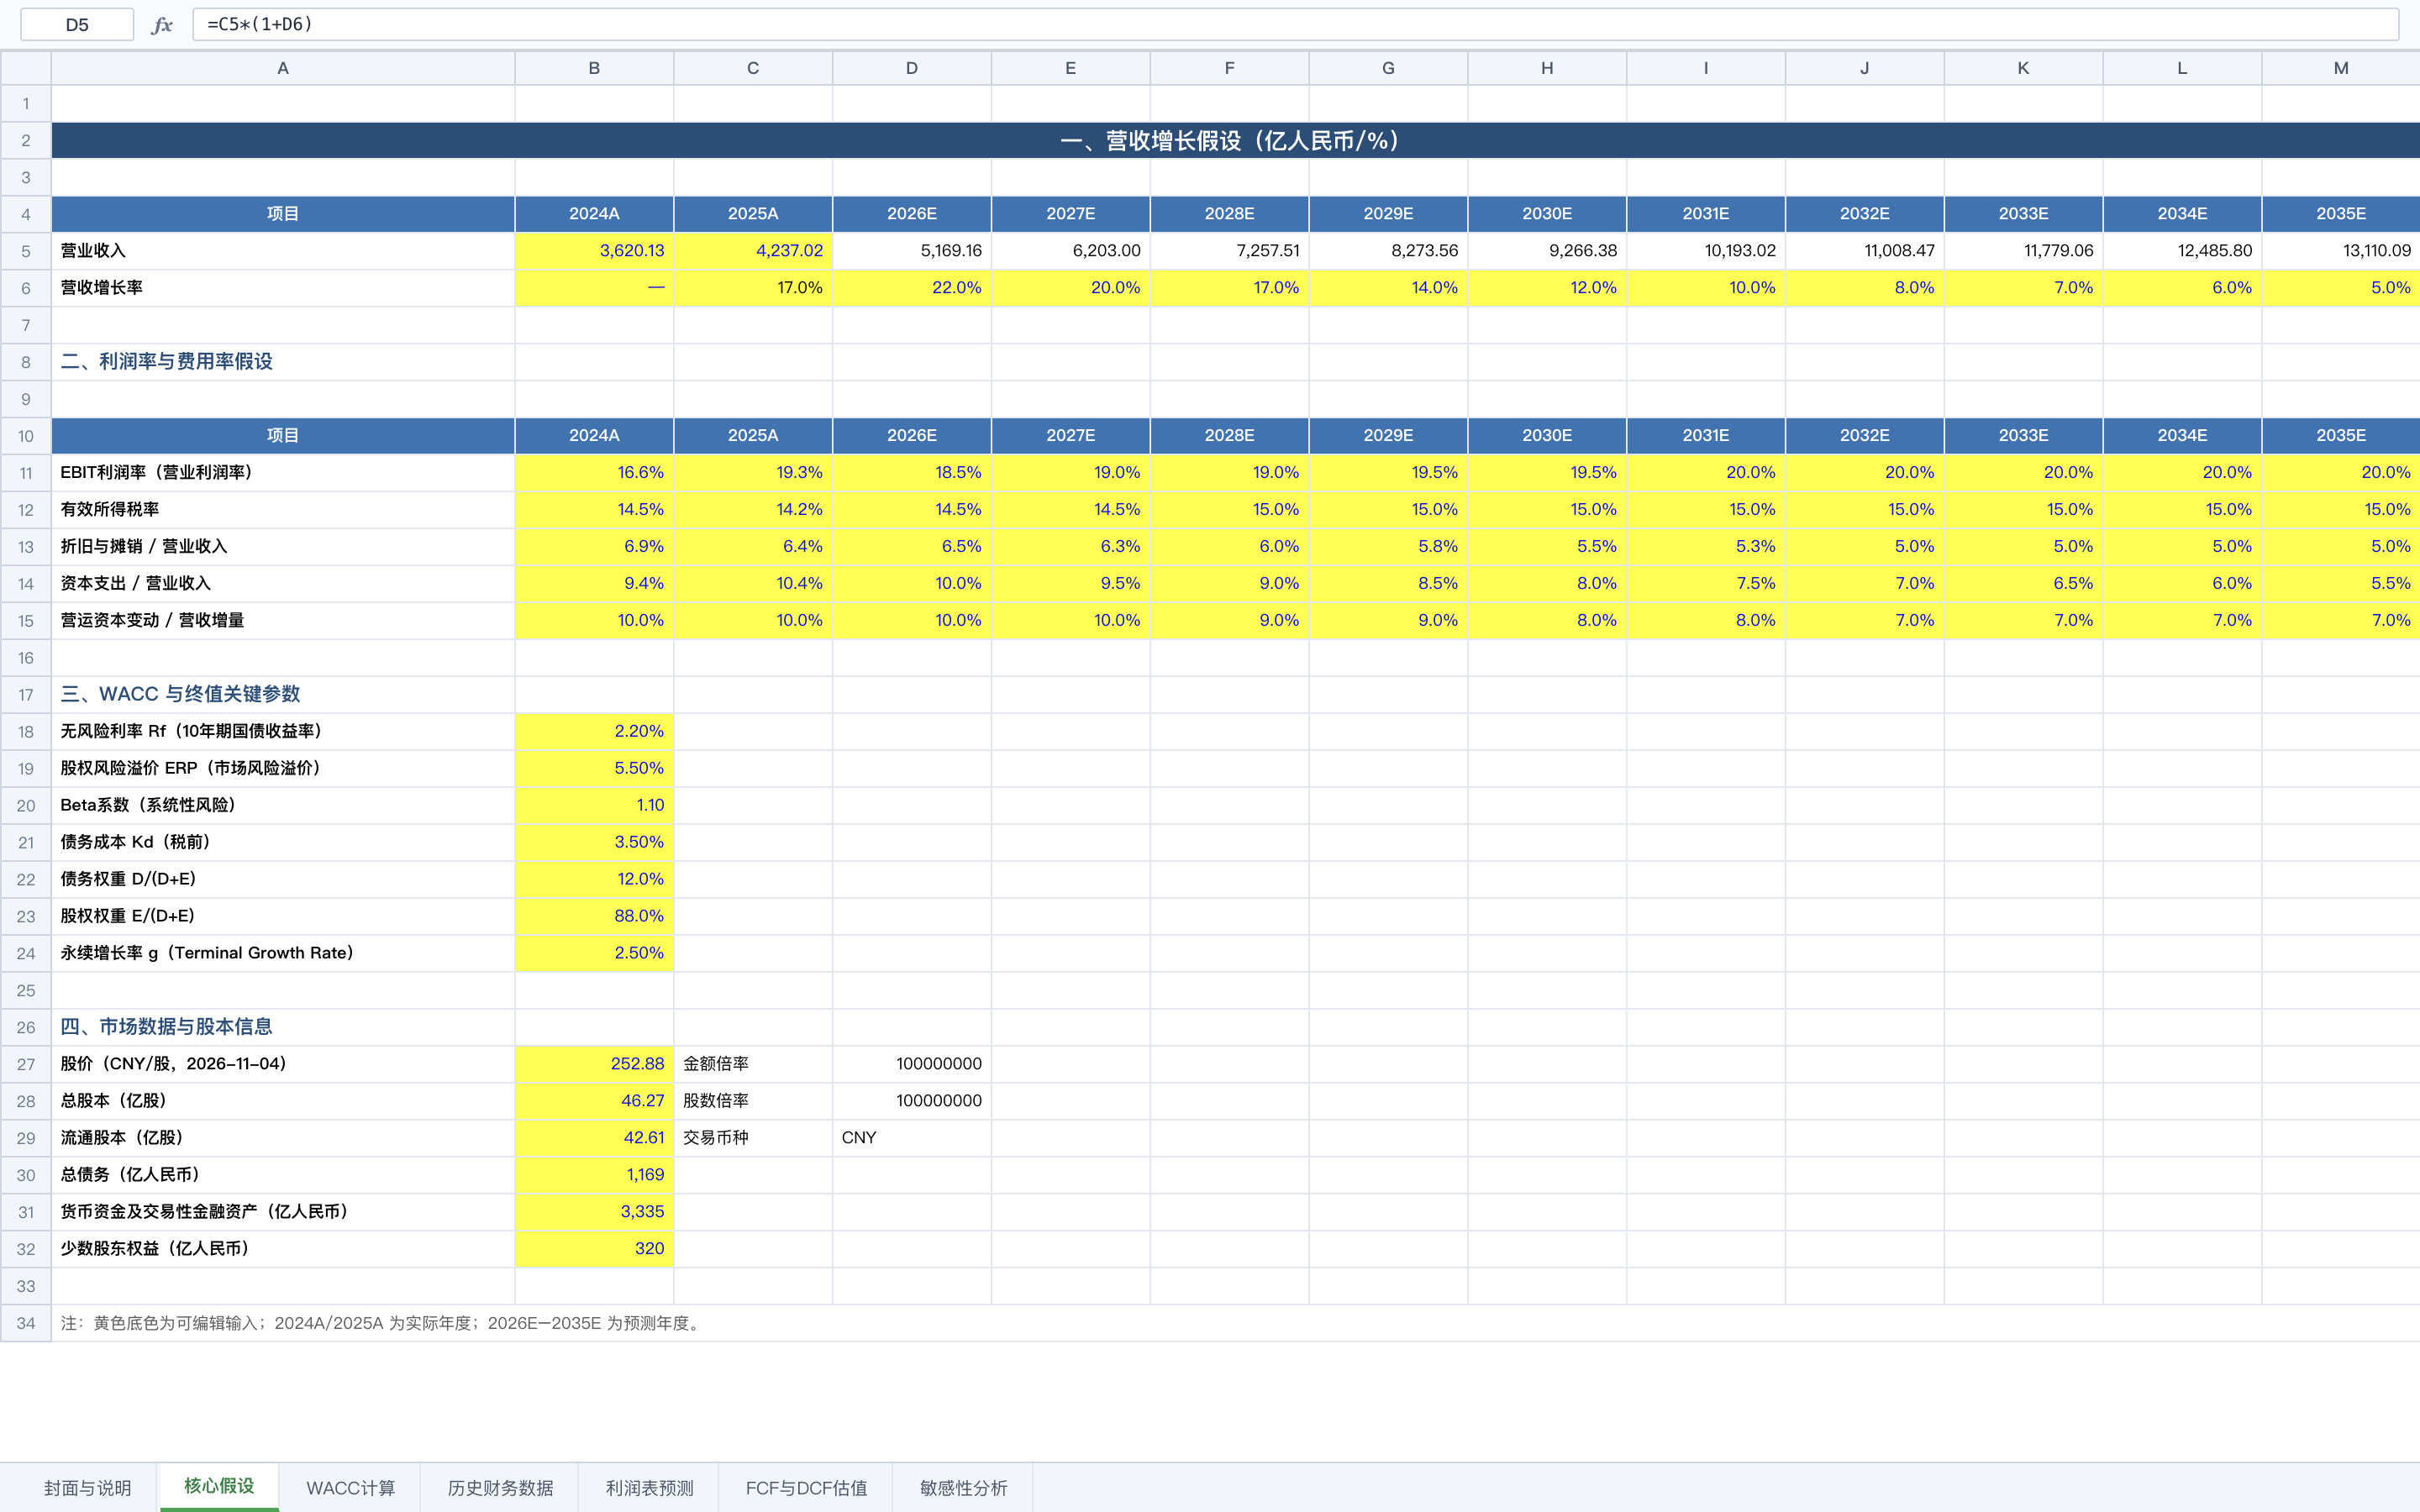 D5 fx =C5*(1+D6)
A B C D E F G H I J K L M
1
2 一、营收增长假设（亿人民币/%）
3
4 项目 2024A 2025A 2026E 2027E 2028E 2029E 2030E 2031E 2032E 2033E 2034E 2035E
5 营业收入 3,620.13 4,237.02 5,169.16 6,203.00 7,257.51 8,273.56 9,266.38 10,193.02 11,008.47 11,779.06 12,485.80 13,110.09
6 营收增长率 — 17.0% 22.0% 20.0% 17.0% 14.0% 12.0% 10.0% 8.0% 7.0% 6.0% 5.0%
7
8 二、利润率与费用率假设
9
10 项目 2024A 2025A 2026E 2027E 2028E 2029E 2030E 2031E 2032E 2033E 2034E 2035E
11 EBIT利润率（营业利润率） 16.6% 19.3% 18.5% 19.0% 19.0% 19.5% 19.5% 20.0% 20.0% 20.0% 20.0% 20.0%
12 有效所得税率 14.5% 14.2% 14.5% 14.5% 15.0% 15.0% 15.0% 15.0% 15.0% 15.0% 15.0% 15.0%
13 折旧与摊销 / 营业收入 6.9% 6.4% 6.5% 6.3% 6.0% 5.8% 5.5% 5.3% 5.0% 5.0% 5.0% 5.0%
14 资本支出 / 营业收入 9.4% 10.4% 10.0% 9.5% 9.0% 8.5% 8.0% 7.5% 7.0% 6.5% 6.0% 5.5%
15 营运资本变动 / 营收增量 10.0% 10.0% 10.0% 10.0% 9.0% 9.0% 8.0% 8.0% 7.0% 7.0% 7.0% 7.0%
16
17 三、WACC 与终值关键参数
18 无风险利率 Rf（10年期国债收益率） 2.20%
19 股权风险溢价 ERP（市场风险溢价） 5.50%
20 Beta系数（系统性风险） 1.10
21 债务成本 Kd（税前） 3.50%
22 债务权重 D/(D+E) 12.0%
23 股权权重 E/(D+E) 88.0%
24 永续增长率 g（Terminal Growth Rate） 2.50%
25
26 四、市场数据与股本信息
27 股价（CNY/股，2026-11-04） 252.88 金额倍率 100000000
28 总股本（亿股） 46.27 股数倍率 100000000
29 流通股本（亿股） 42.61 交易币种 CNY
30 总债务（亿人民币） 1,169
31 货币资金及交易性金融资产（亿人民币） 3,335
32 少数股东权益（亿人民币） 320
33
34 注：黄色底色为可编辑输入；2024A/2025A 为实际年度；2026E—2035E 为预测年度。
封面与说明 核心假设 WACC计算 历史财务数据 利润表预测 FCF与DCF估值 敏感性分析